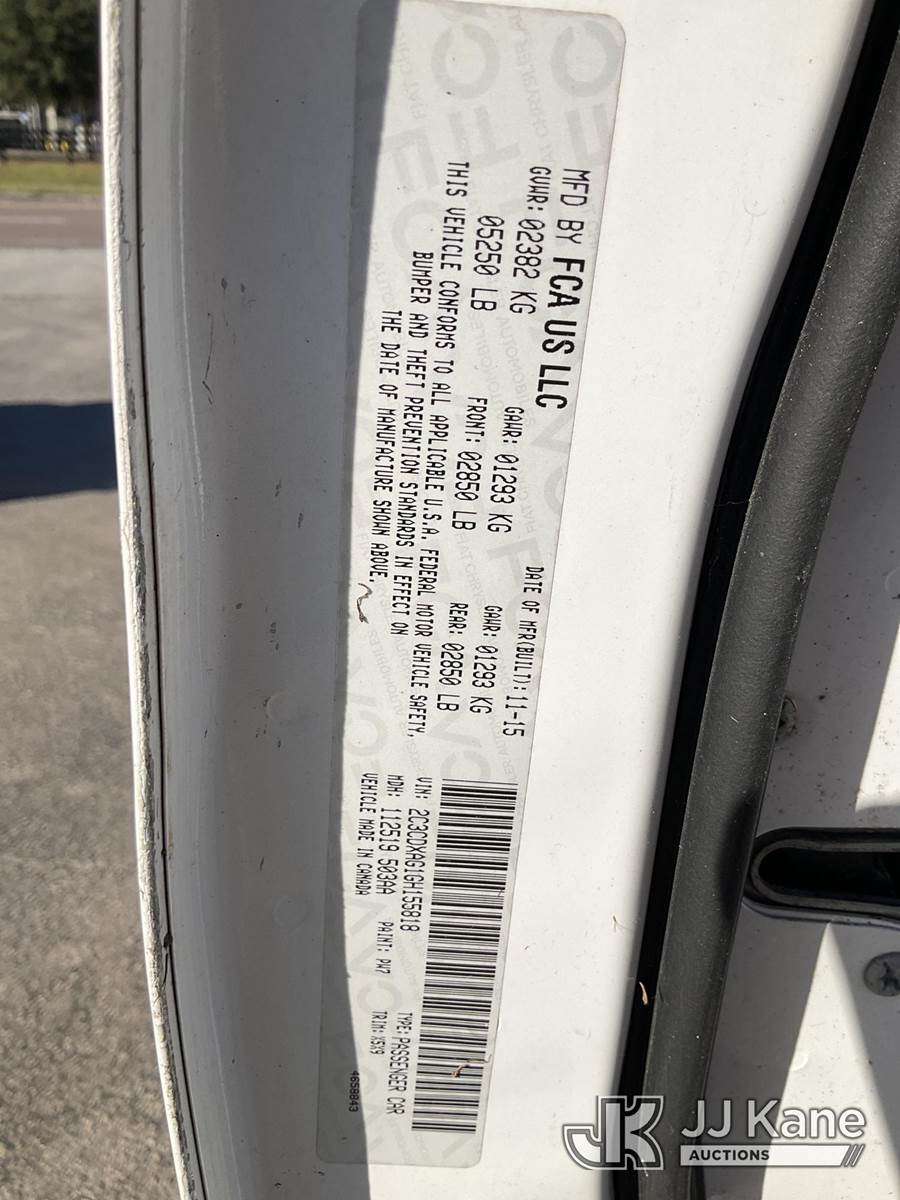 MFD BY FCA US LLC
DATE OF MFR(BUILT): 11-15
GVWR: 02382 KG
GAWR: 01293 KG
GAWR: 01293 KG
05250 LB
FRONT: 02850 LB
REAR: 02850 LB
THIS VEHICLE CONFORMS TO ALL APPLICABLE U.S.A. FEDERAL MOTOR VEHICLE SAFETY,
BUMPER AND THEFT PREVENTION STANDARDS IN EFFECT ON
THE DATE OF MANUFACTURE SHOWN ABOVE.
VIN: 2C3CDXAG1GH155818
TYPE: PASSENGER CAR
MDH: 112519 503AA
PAINT: PW7
TRIM: X5X9
VEHICLE MADE IN CANADA
4658843
JJ Kane
AUCTIONS